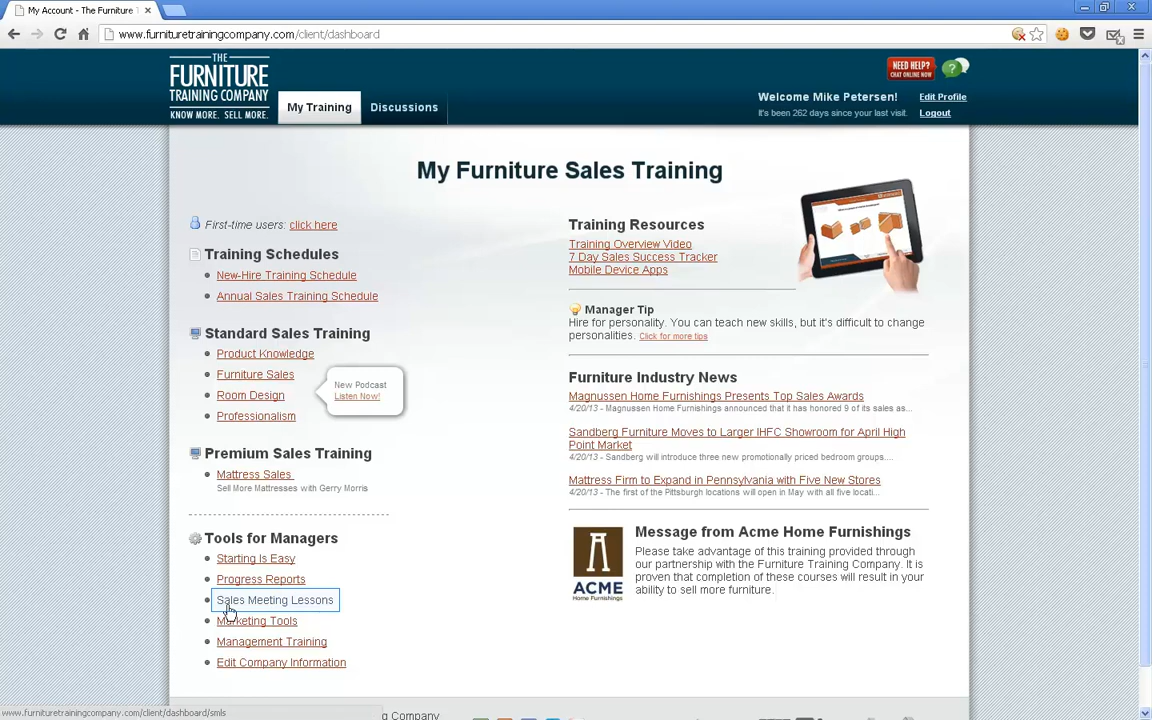 My Account - The Furniture
www.furnituretrainingcompany.com/client/dashboard
THE
FURNITURE
TRAINING COMPANY
KNOW MORE. SELL MORE.
My Training
Discussions
NEED HELP?
CHAT ONLINE NOW
Welcome Mike Petersen!
Edit Profile
It's been 262 days since your last visit.
Logout
My Furniture Sales Training
First-time users: click here
Training Schedules
New-Hire Training Schedule
Annual Sales Training Schedule
Standard Sales Training
Product Knowledge
Furniture Sales
Room Design
Professionalism
New Podcast
Listen Now!
Premium Sales Training
Mattress Sales
Sell More Mattresses with Gerry Morris
Tools for Managers
Starting Is Easy
Progress Reports
Sales Meeting Lessons
Marketing Tools
Management Training
Edit Company Information
Training Resources
Training Overview Video
7 Day Sales Success Tracker
Mobile Device Apps
Manager Tip
Hire for personality. You can teach new skills, but it's difficult to change
personalities. Click for more tips
Furniture Industry News
Magnussen Home Furnishings Presents Top Sales Awards
4/20/13 - Magnussen Home Furnishings announced that it has honored 9 of its sales as...
Sandberg Furniture Moves to Larger IHFC Showroom for April High
Point Market
4/20/13 - Sandberg will introduce three new promotionally priced bedroom groups....
Mattress Firm to Expand in Pennsylvania with Five New Stores
4/20/13 - The first of the Pittsburgh locations will open in May with all five locati...
ACME
Home Furnishings
Message from Acme Home Furnishings
Please take advantage of this training provided through
our partnership with the Furniture Training Company. It is
proven that completion of these courses will result in your
ability to sell more furniture.
www.furnituretrainingcompany.com/client/dashboard/smls
ng Company